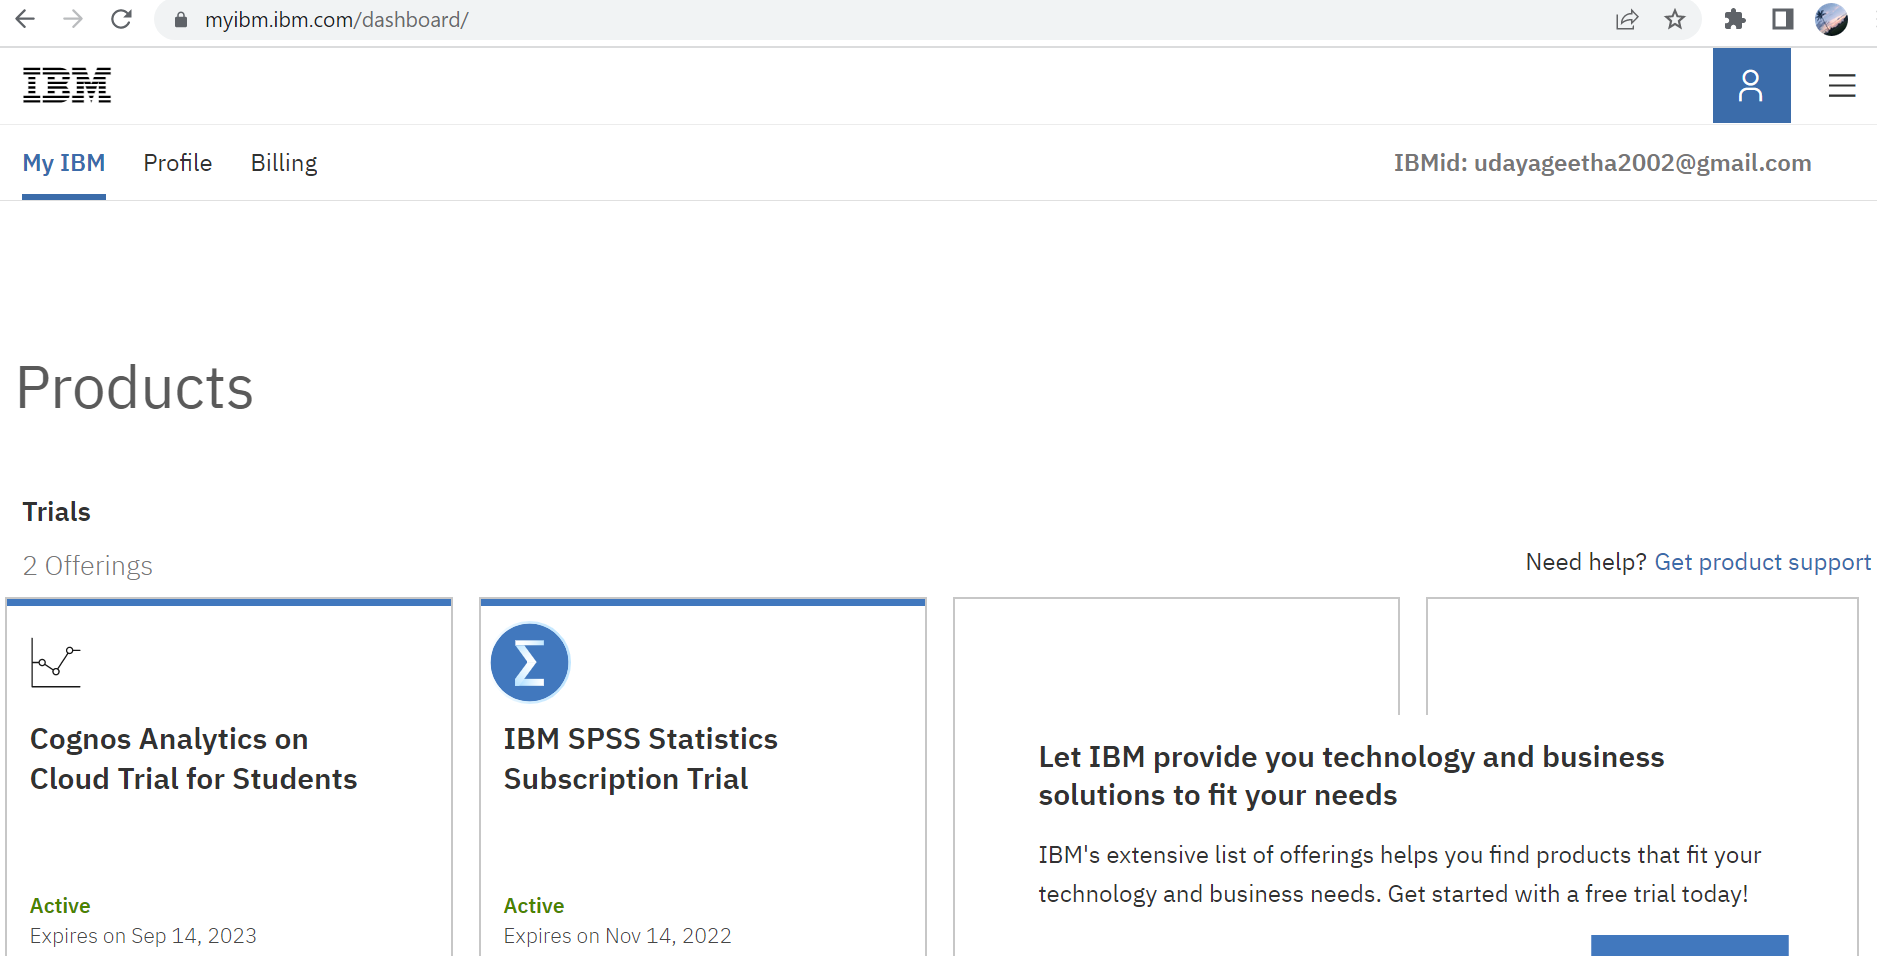 myibm.ibm.com/dashboard/
IBM
My IBM Profile Billing IBMid: udayageetha2002@gmail.com
Products
Trials
2 Offerings
Need help? Get product support
Σ
Cognos Analytics on
Cloud Trial for Students
Active
Expires on Sep 14, 2023
IBM SPSS Statistics
Subscription Trial
Active
Expires on Nov 14, 2022
Let IBM provide you technology and business
solutions to fit your needs
IBM's extensive list of offerings helps you find products that fit your
technology and business needs. Get started with a free trial today!